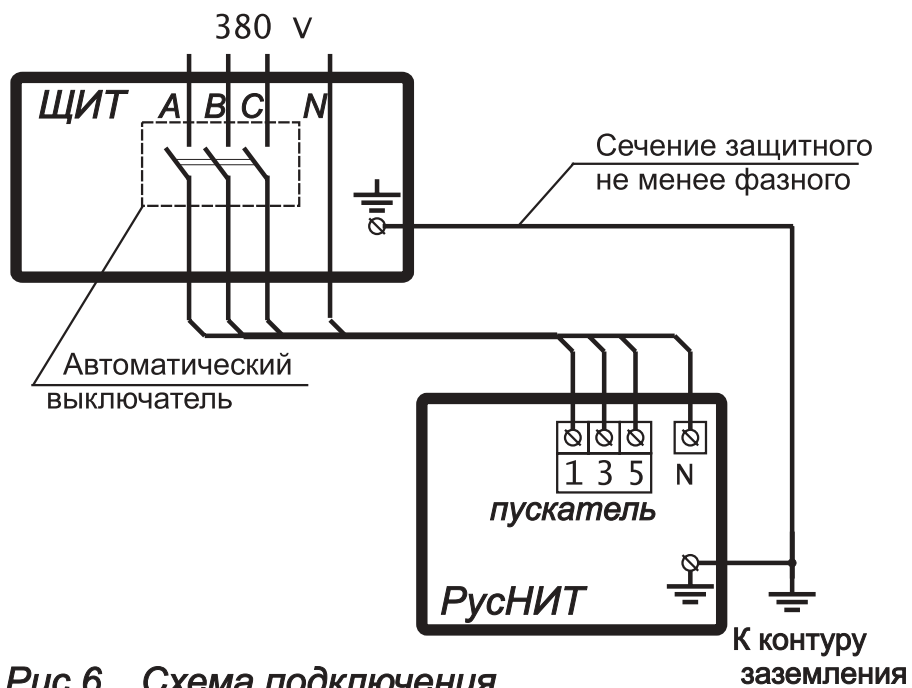 380 V
ЩИТ A B C N
Сечение защитного
не менее фазного
Автоматический
выключатель
1 3 5 N
пускатель
РусНИТ
К контуру
заземления
Рис.6 Схема подключения